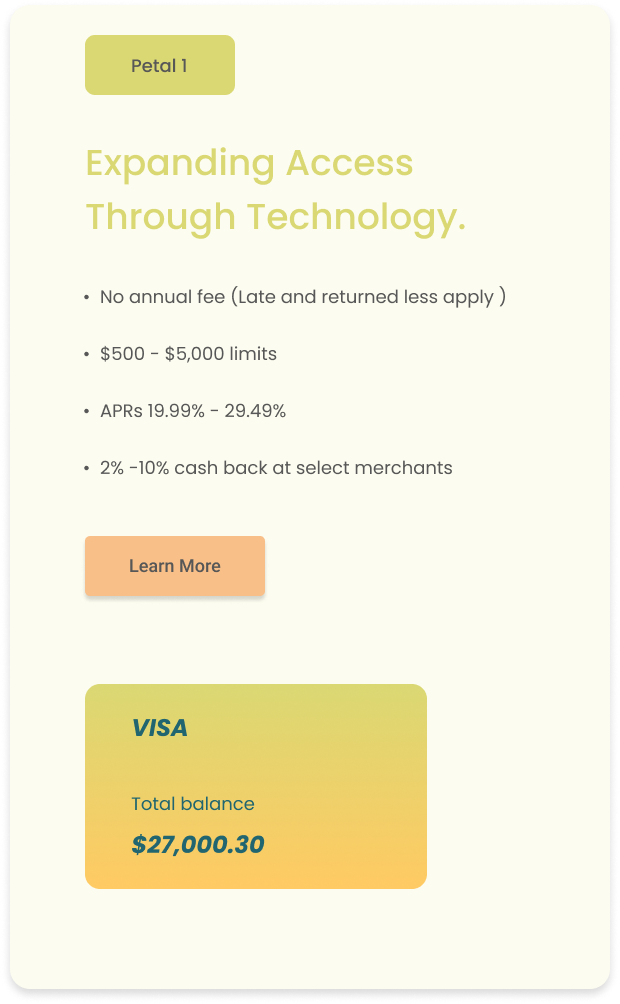 Petal 1
Expanding Access
Through Technology.
• No annual fee (Late and returned less apply )
• $500 - $5,000 limits
• APRs 19.99% - 29.49%
• 2% -10% cash back at select merchants
Learn More
VISA
Total balance
$27,000.30